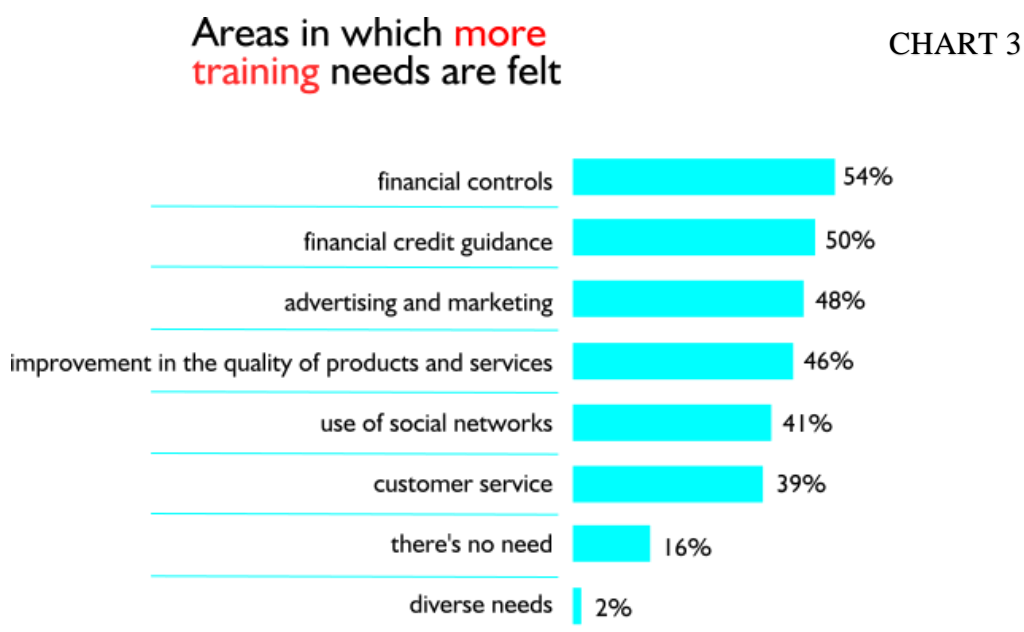 Areas in which more
training needs are felt
CHART 3
financial controls 54%
financial credit guidance 50%
advertising and marketing 48%
improvement in the quality of products and services 46%
use of social networks 41%
customer service 39%
there's no need 16%
diverse needs 2%